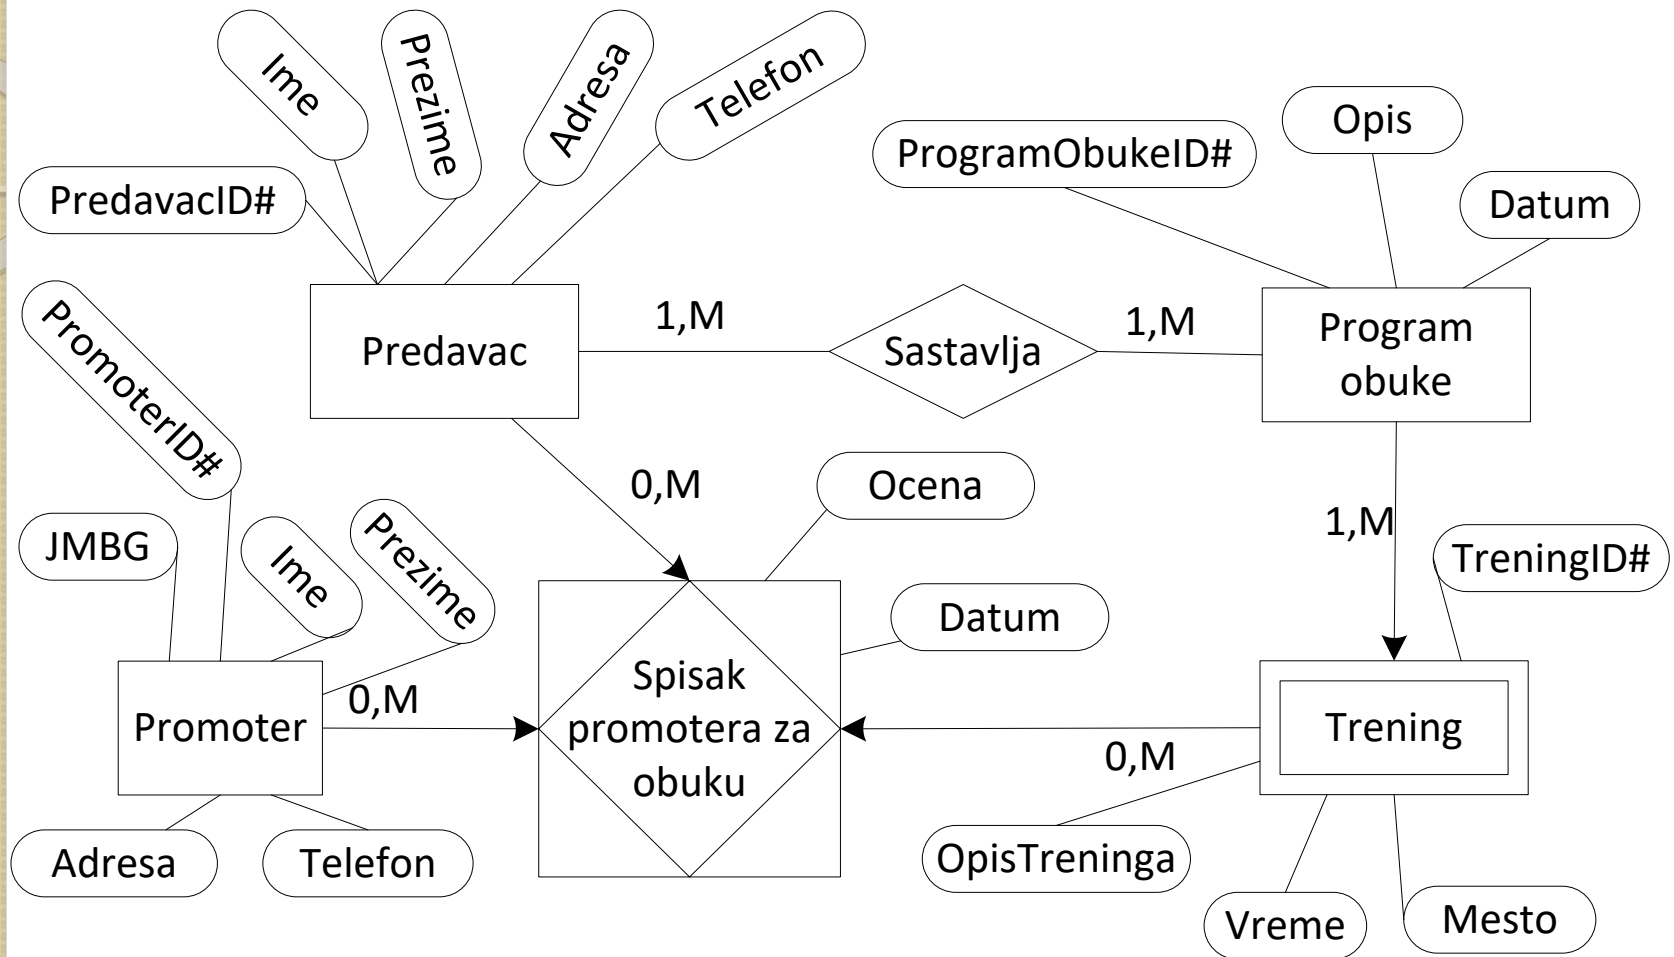 Ime
Prezime
Adresa
Telefon
PredavacID#
ProgramObukeID#
Opis
Datum
Predavac
1,M
Sastavlja
1,M
Program
obuke
PromoterID#
0,M
Ocena
1,M
JMBG
Ime
Prezime
TreningID#
Datum
Promoter
0,M
Spisak
promotera za
obuku
Trening
0,M
Adresa
Telefon
OpisTreninga
Vreme
Mesto